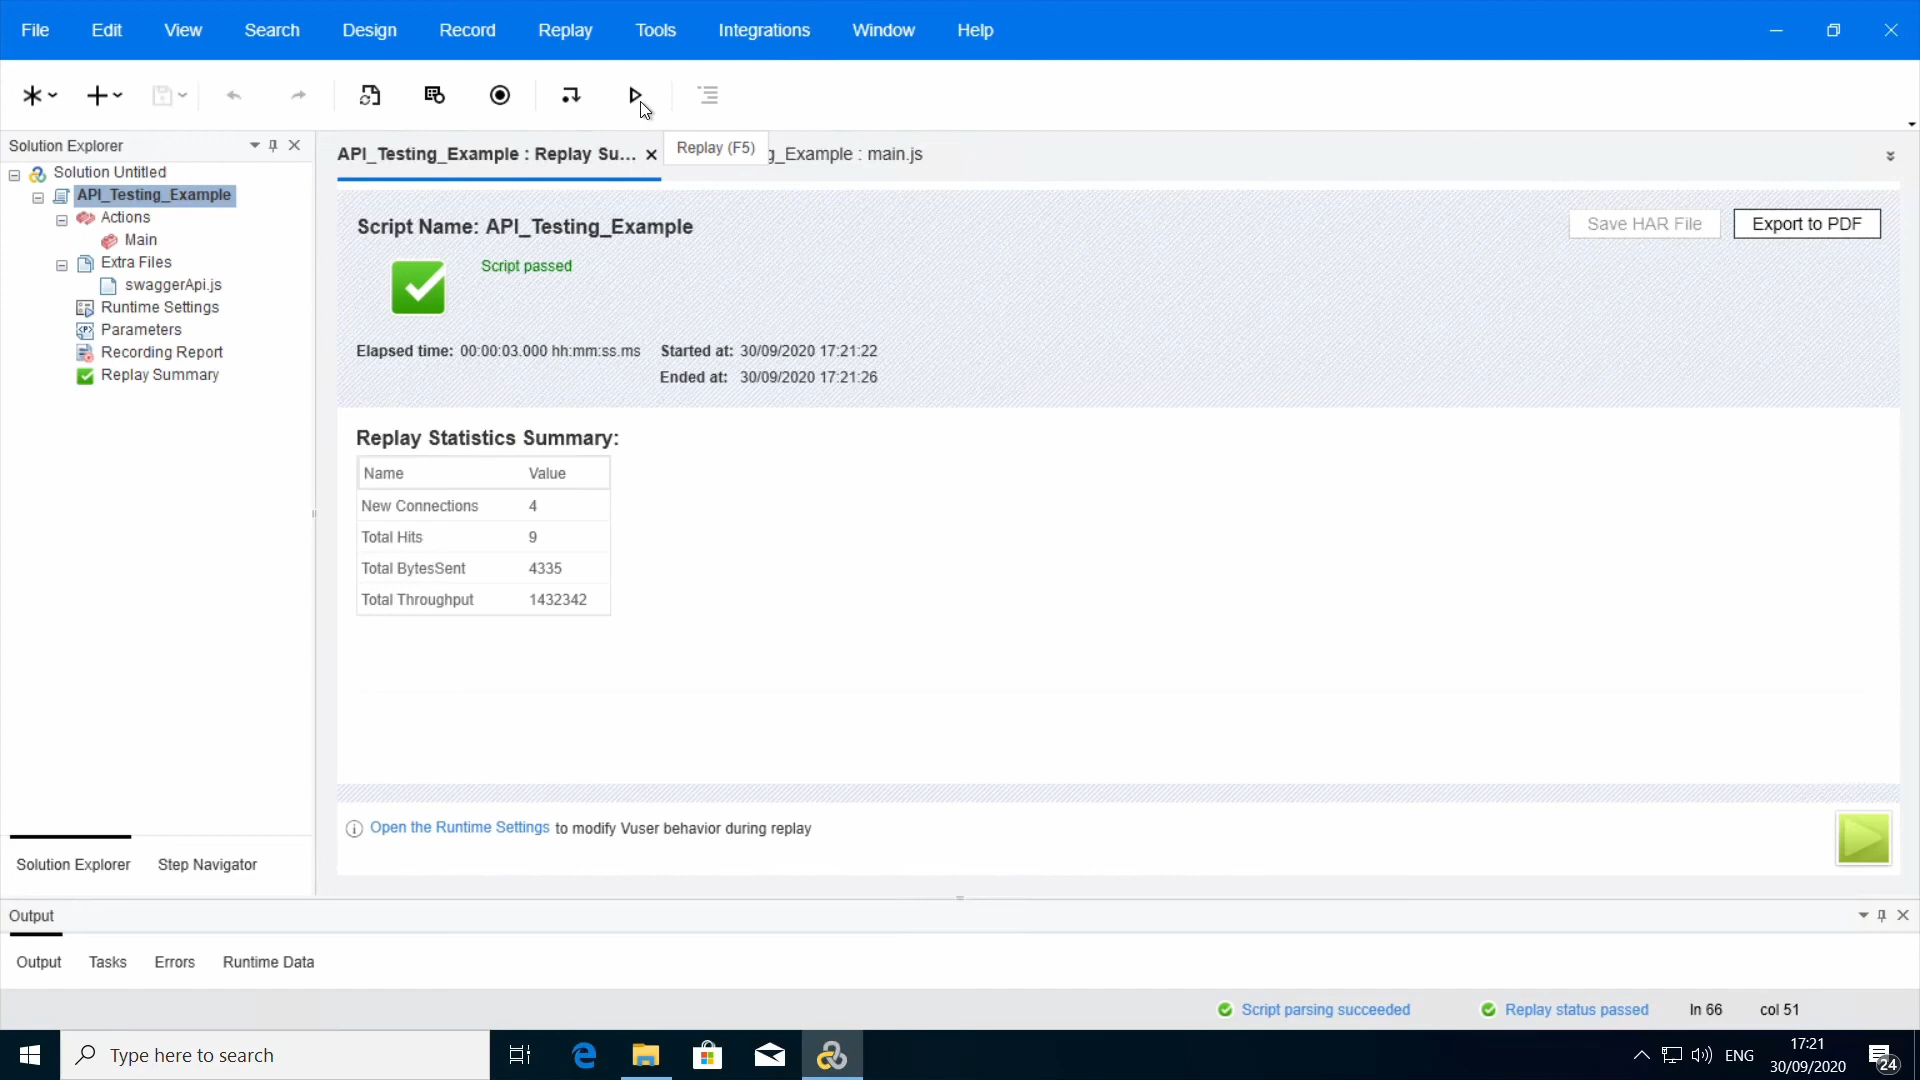 File Edit View Search Design Record Replay Tools Integrations Window Help
Solution Explorer
API_Testing_Example : Replay Su...
Replay (F5)
g_Example : main.js
Solution Untitled
API_Testing_Example
Actions
Main
Extra Files
swaggerApi.js
Runtime Settings
Parameters
Recording Report
Replay Summary
Script Name: API_Testing_Example
Save HAR File
Export to PDF
Script passed
Elapsed time: 00:00:03.000 hh:mm:ss.ms Started at: 30/09/2020 17:21:22
Ended at: 30/09/2020 17:21:26
Replay Statistics Summary:
Name Value
New Connections 4
Total Hits 9
Total BytesSent 4335
Total Throughput 1432342
Open the Runtime Settings to modify Vuser behavior during replay
Solution Explorer Step Navigator
Output
Output Tasks Errors Runtime Data
Script parsing succeeded Replay status passed ln 66 col 51
Type here to search
ENG
17:21
30/09/2020
24